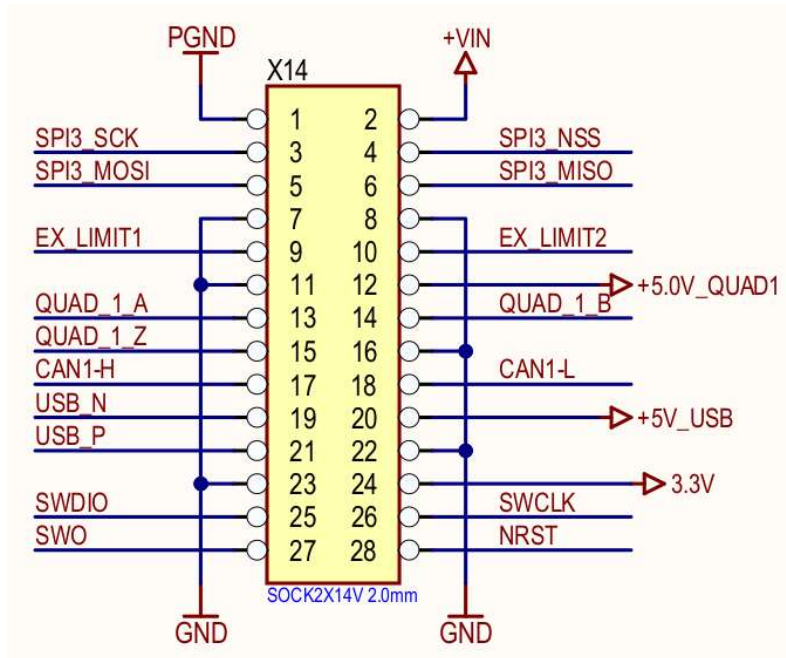 PGND +VIN
X14
1 2
SPI3_SCK 3 4 SPI3_NSS
SPI3_MOSI 5 6 SPI3_MISO
7 8
EX_LIMIT1 9 10 EX_LIMIT2
11 12 +5.0V_QUAD1
QUAD_1_A 13 14 QUAD_1_B
QUAD_1_Z 15 16
CAN1-H 17 18 CAN1-L
USB_N 19 20 +5V_USB
USB_P 21 22
23 24 3.3V
SWDIO 25 26 SWCLK
SWO 27 28 NRST
SOCK2X14V 2.0mm
GND GND